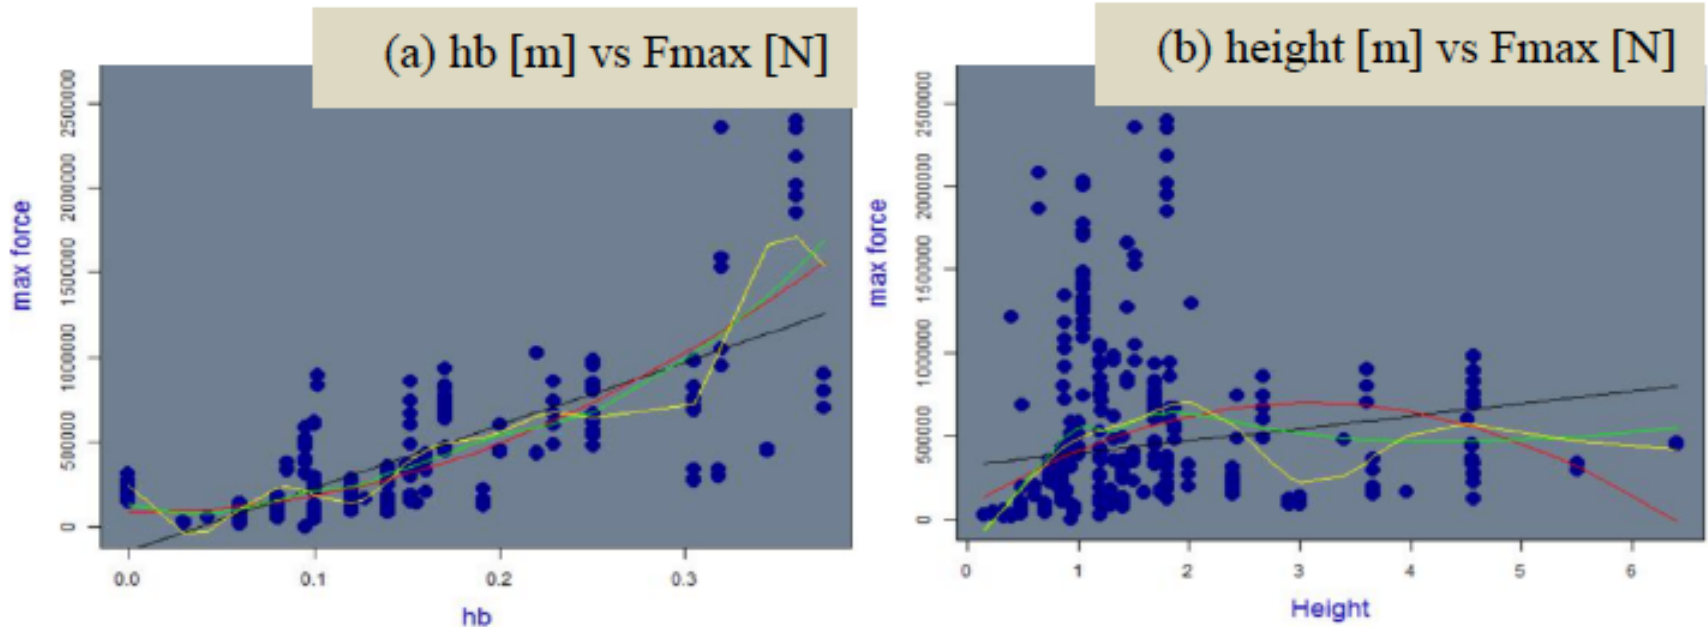 (a) hb [m] vs Fmax [N]
(b) height [m] vs Fmax [N]
max force
2500000
2000000
1500000
1000000
500000
0
0.0 0.1 0.2 0.3
hb
max force
2500000
2000000
1500000
1000000
500000
0
0 1 2 3 4 5 6
Height